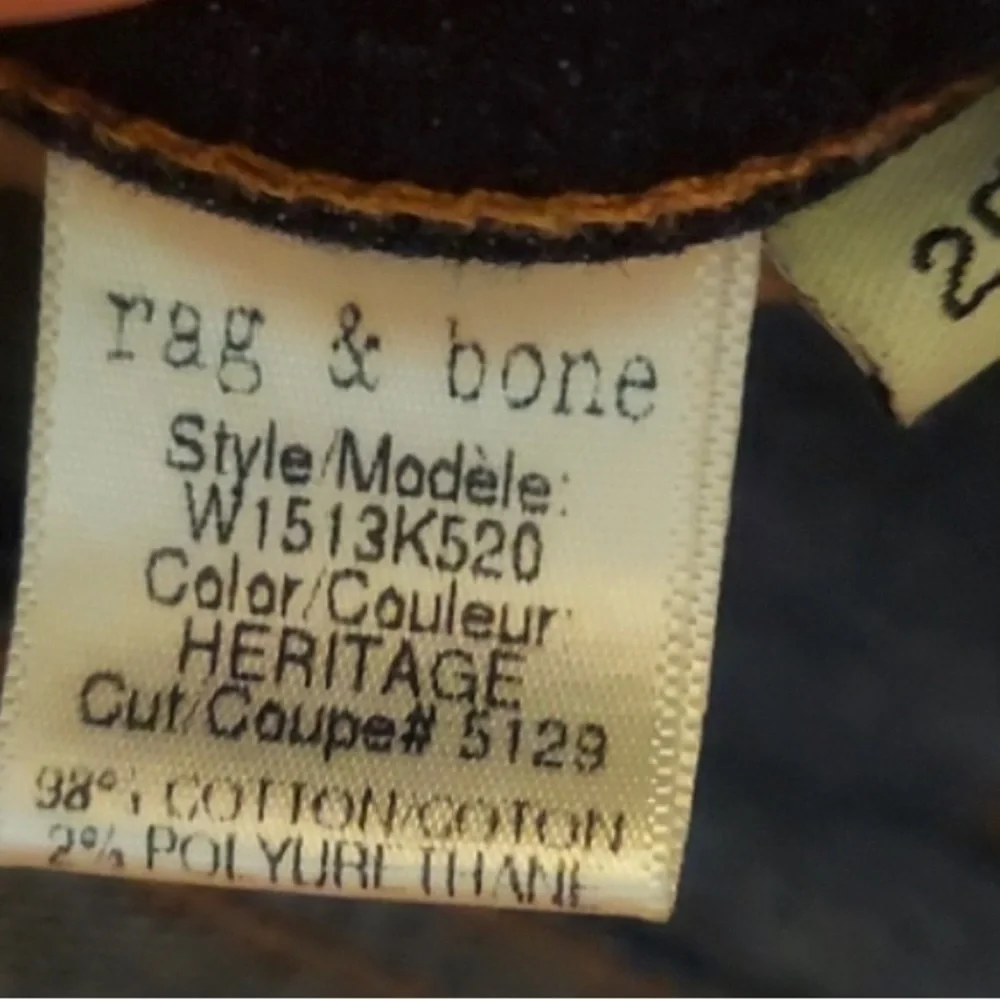 rag & bone
Style/Modèle:
W1513K520
Color/Couleur:
HERITAGE
Cut/Coupe# 5129
98% COTTON/COTON
2% POLYURETHANE